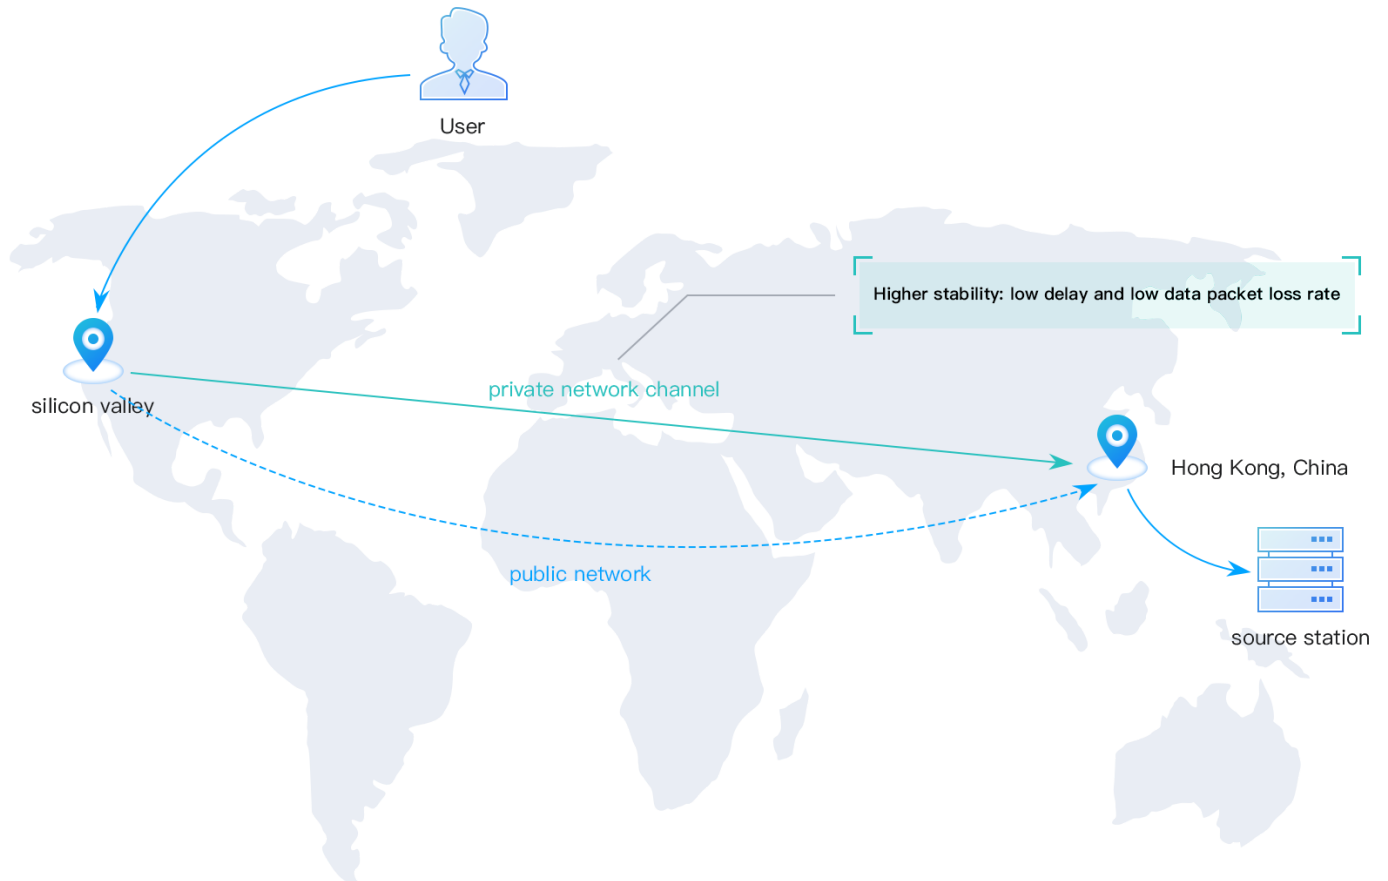 User
Higher stability: low delay and low data packet loss rate
private network channel
silicon valley
Hong Kong, China
public network
source station